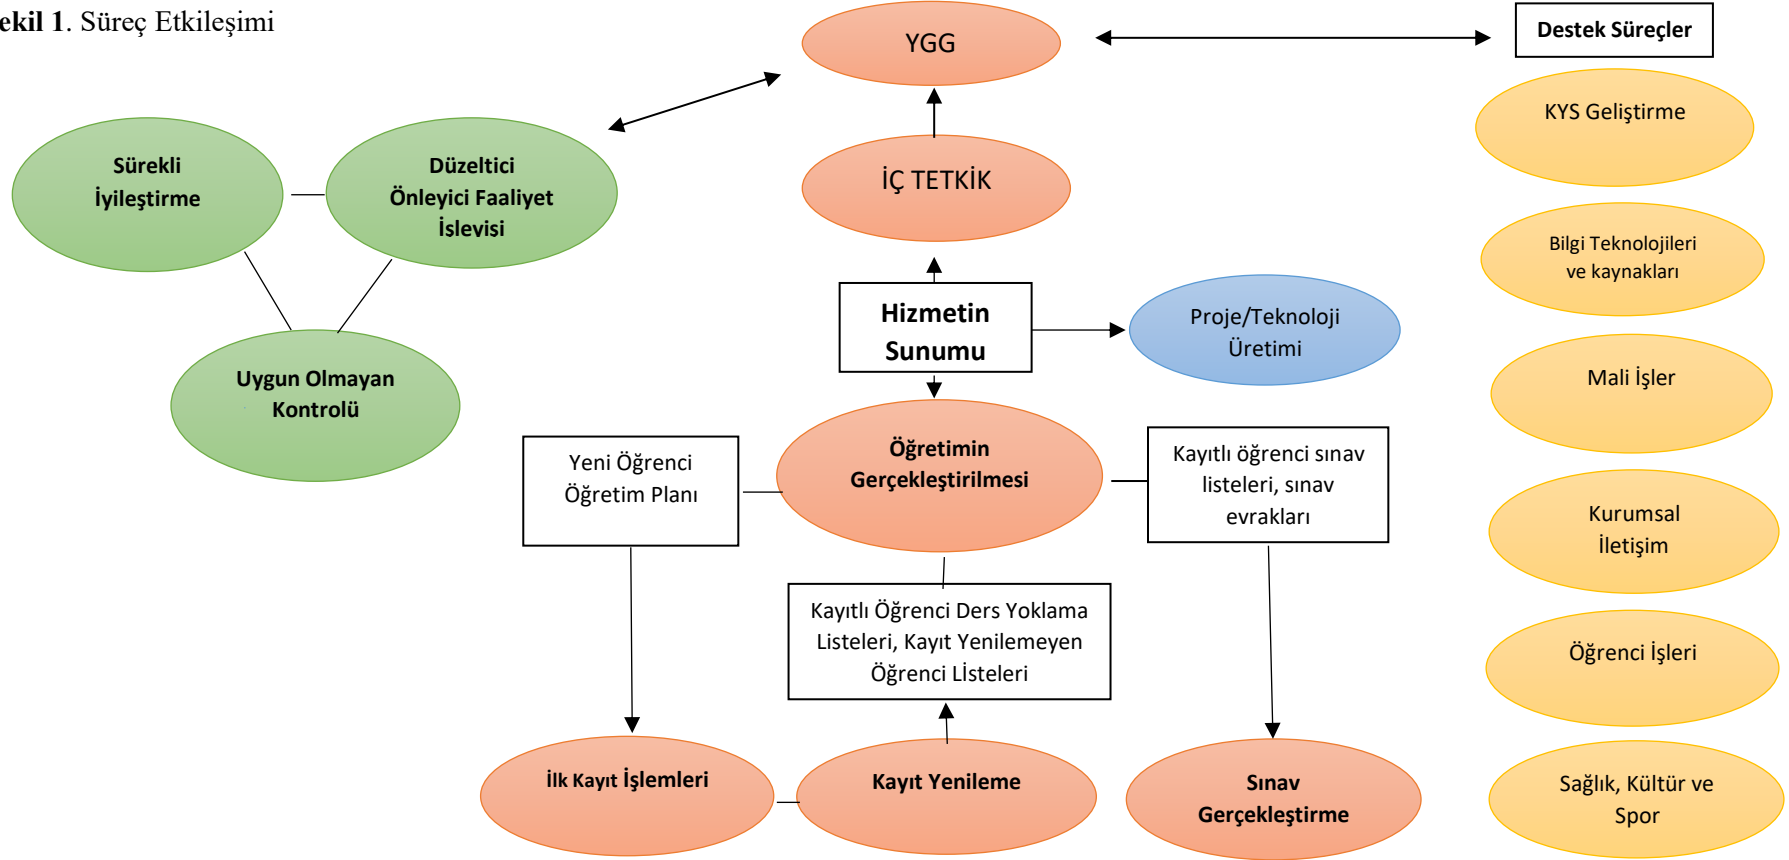 ekil 1. Süreç Etkileşimi
YGG
Destek Süreçler
KYS Geliştirme
Sürekli
İyileştirme
Düzeltici
Önleyici Faaliyet
İşlevisi
İÇ TETKİK
Bilgi Teknolojileri
ve kaynakları
Hizmetin
Sunumu
Proje/Teknoloji
Üretimi
Uygun Olmayan
Kontrolü
Mali İşler
Yeni Öğrenci
Öğretim Planı
Öğretimin
Gerçekleştirilmesi
Kayıtlı öğrenci sınav
listeleri, sınav
evrakları
Kurumsal
İletişim
Kayıtlı Öğrenci Ders Yoklama
Listeleri, Kayıt Yenilemeyen
Öğrenci Lİsteleri
Öğrenci İşleri
İlk Kayıt İşlemleri
Kayıt Yenileme
Sınav
Gerçekleştirme
Sağlık, Kültür ve
Spor